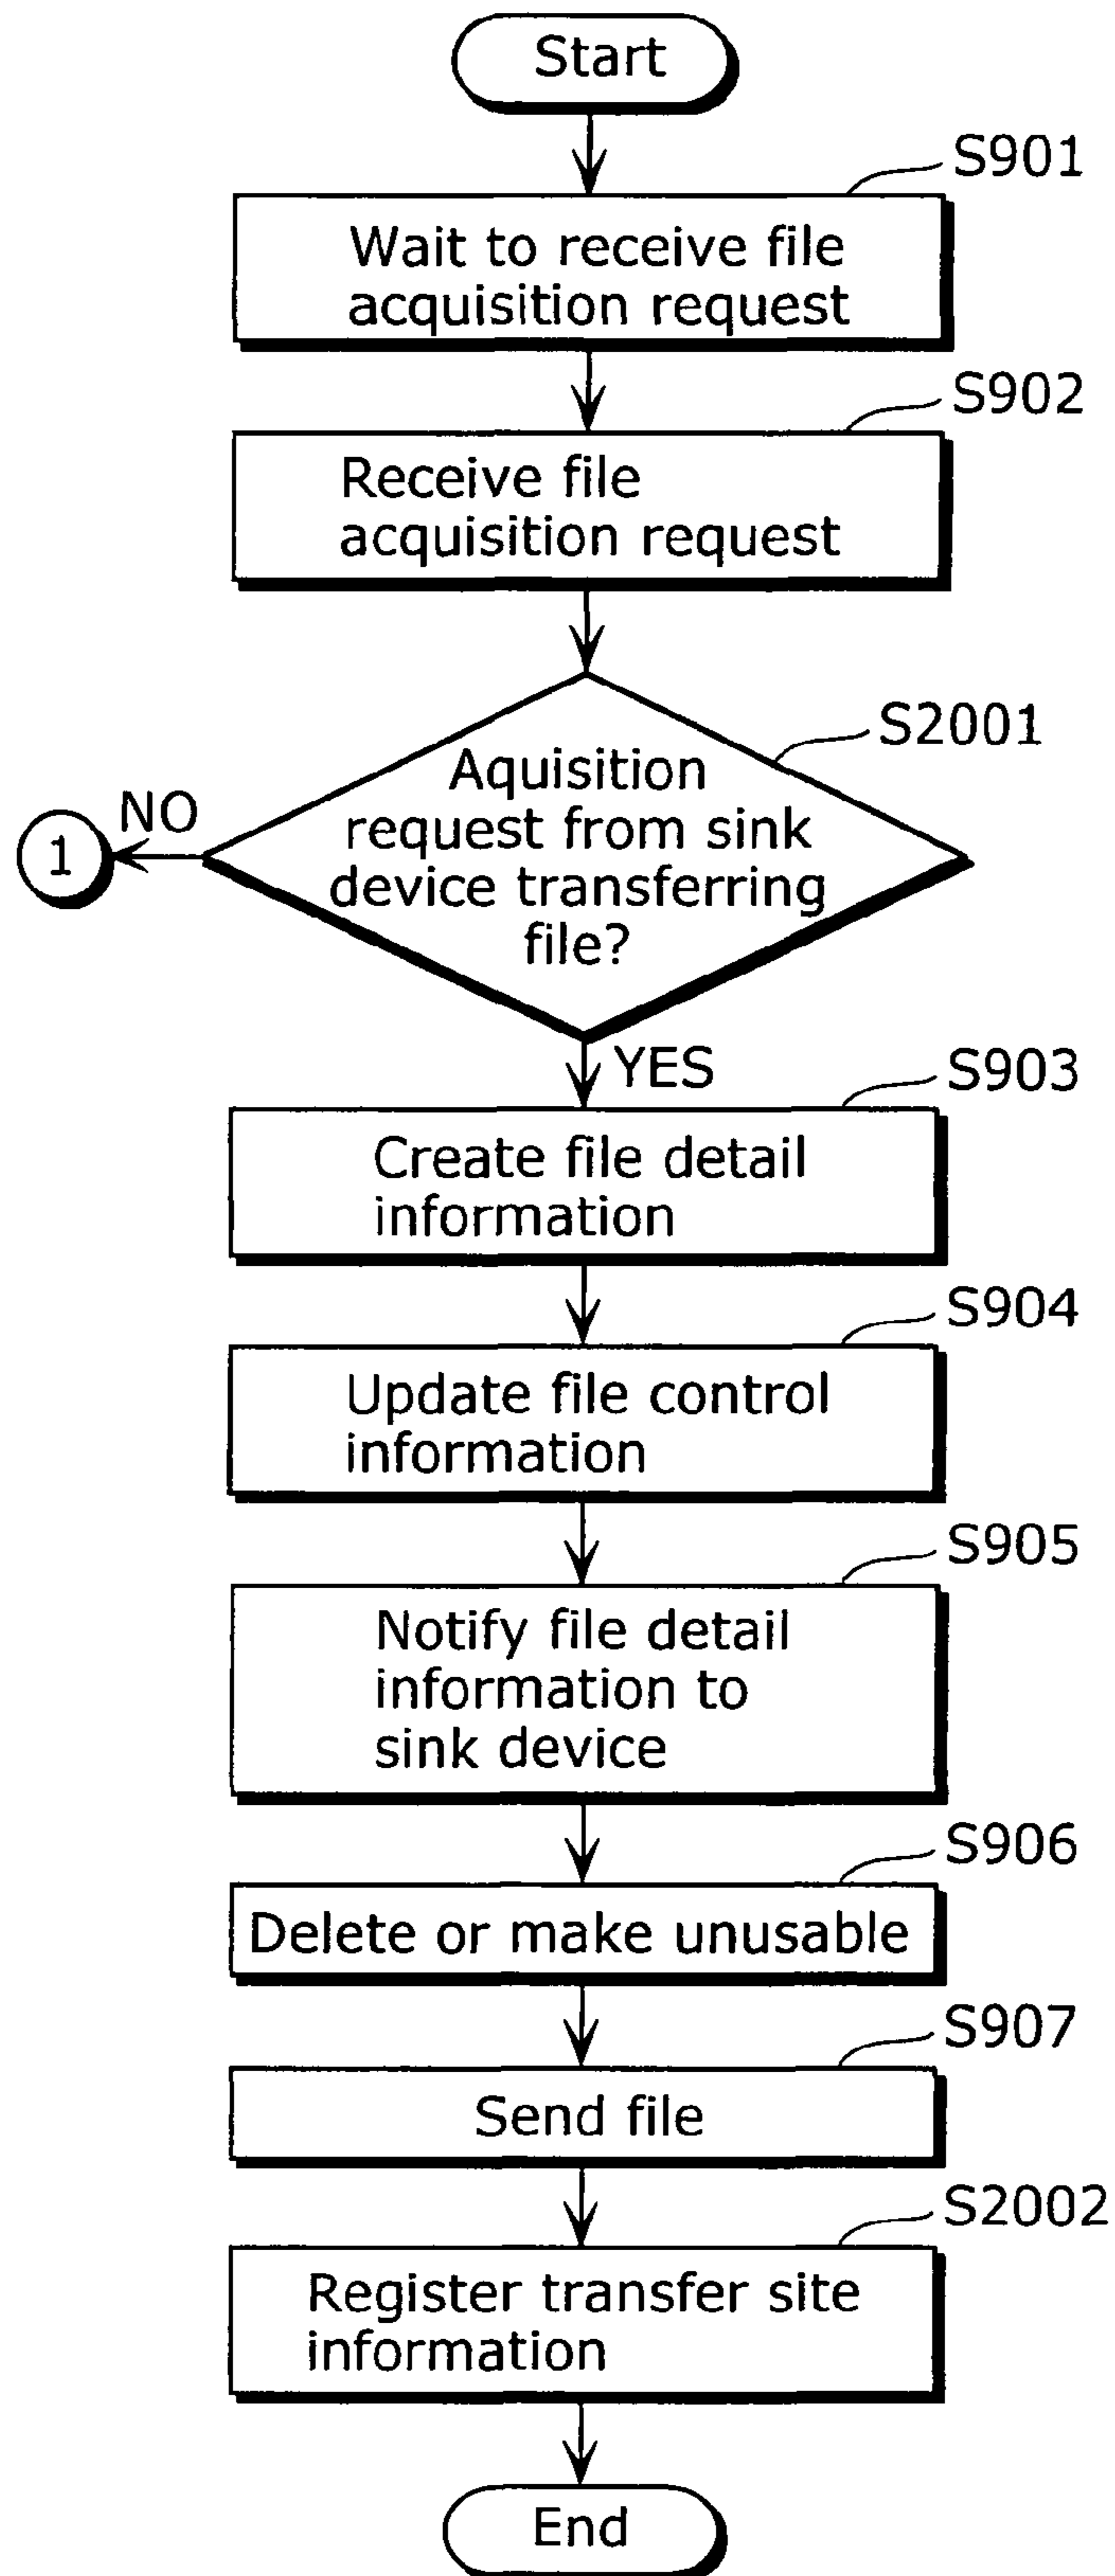 Start
S901
Wait to receive file
acquisition request
S902
Receive file
acquisition request
S2001
Aquisition
request from sink
device transferring
file?
NO
1
YES
S903
Create file detail
information
S904
Update file control
information
S905
Notify file detail
information to
sink device
S906
Delete or make unusable
S907
Send file
S2002
Register transfer site
information
End